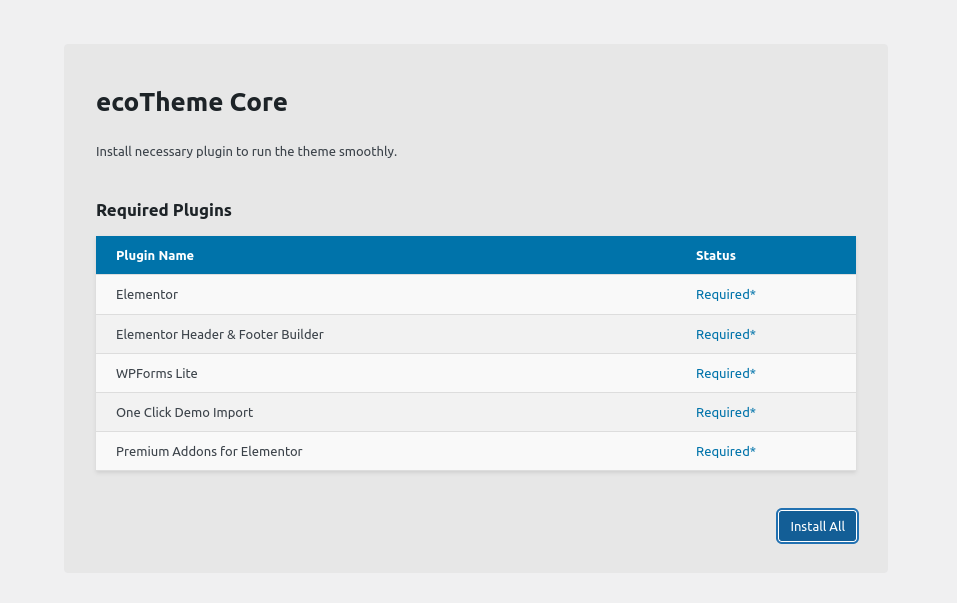 ecoTheme Core
Install necessary plugin to run the theme smoothly.
Required Plugins
Plugin Name Status
Elementor Required*
Elementor Header & Footer Builder Required*
WPForms Lite Required*
One Click Demo Import Required*
Premium Addons for Elementor Required*
Install All